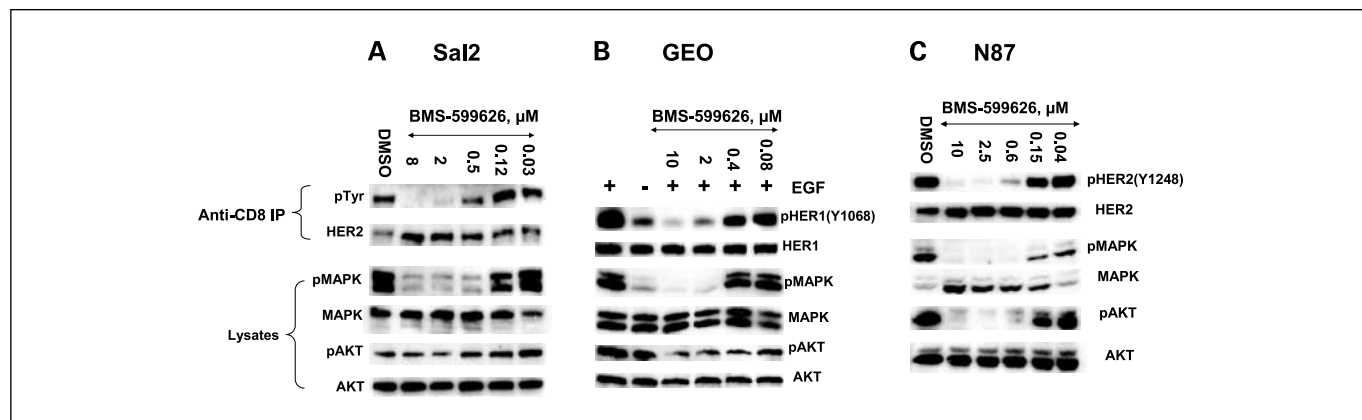 A Sal2
BMS-599626, µM
DMSO 8 2 0.5 0.12 0.03
Anti-CD8 IP
pTyr
HER2
Lysates
pMAPK
MAPK
pAKT
AKT
B GEO
BMS-599626, µM
10 2 0.4 0.08
+ - + + + + EGF
pHER1(Y1068)
HER1
pMAPK
MAPK
pAKT
AKT
C N87
BMS-599626, µM
DMSO 10 2.5 0.6 0.15 0.04
pHER2(Y1248)
HER2
pMAPK
MAPK
pAKT
AKT